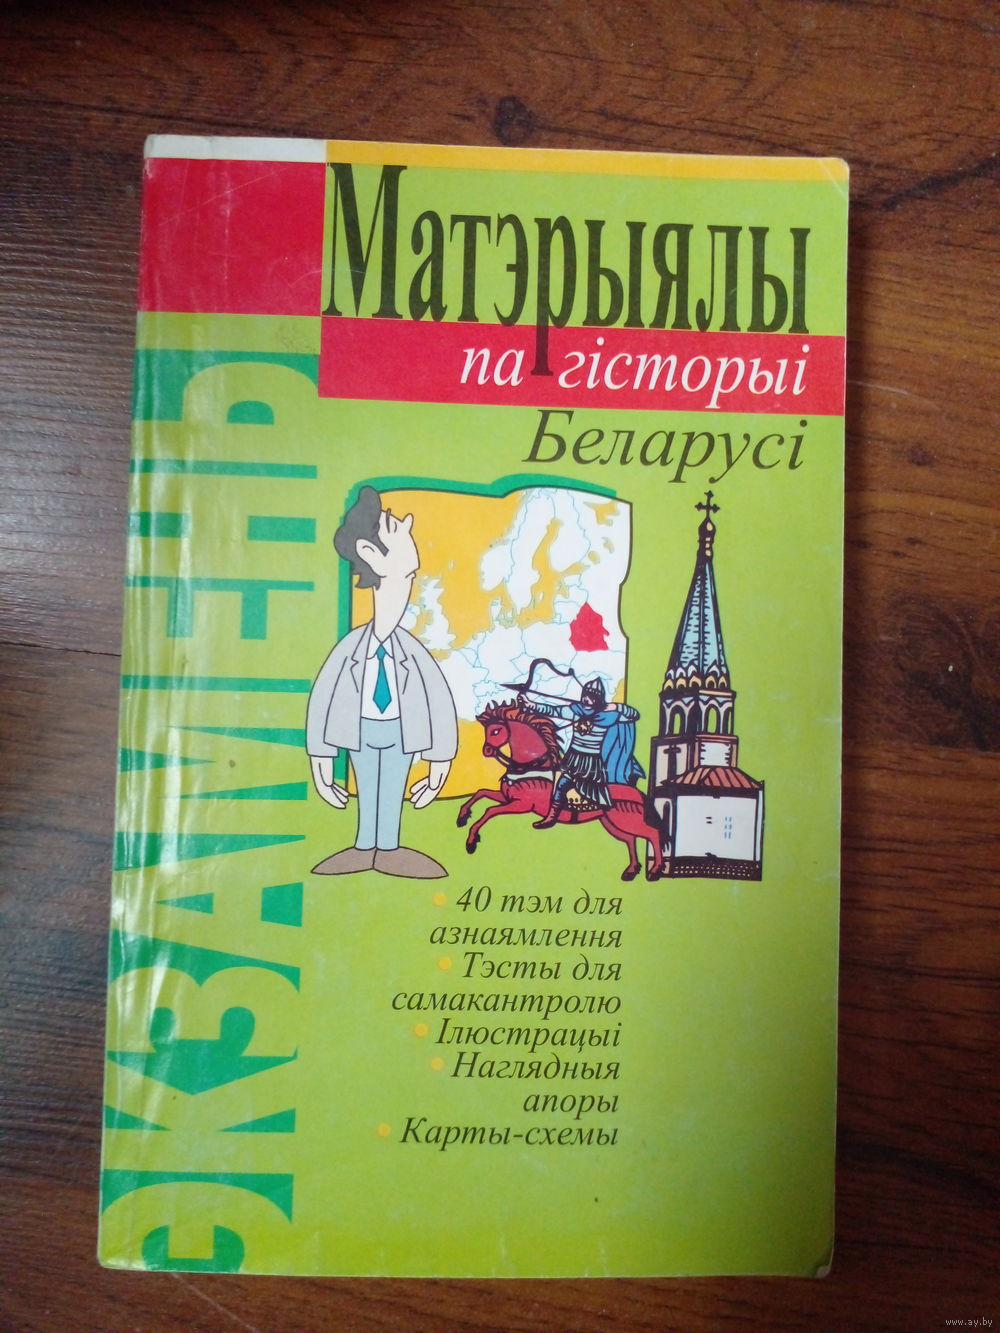 ЭКЗАМЕНЫ
Матэрыялы
па гісторыі
Беларусі
• 40 тэм для
азнаямлення
• Тэсты для
самакантролю
• Ілюстрацыі
• Наглядныя
апоры
• Карты-схемы
www.ay.by